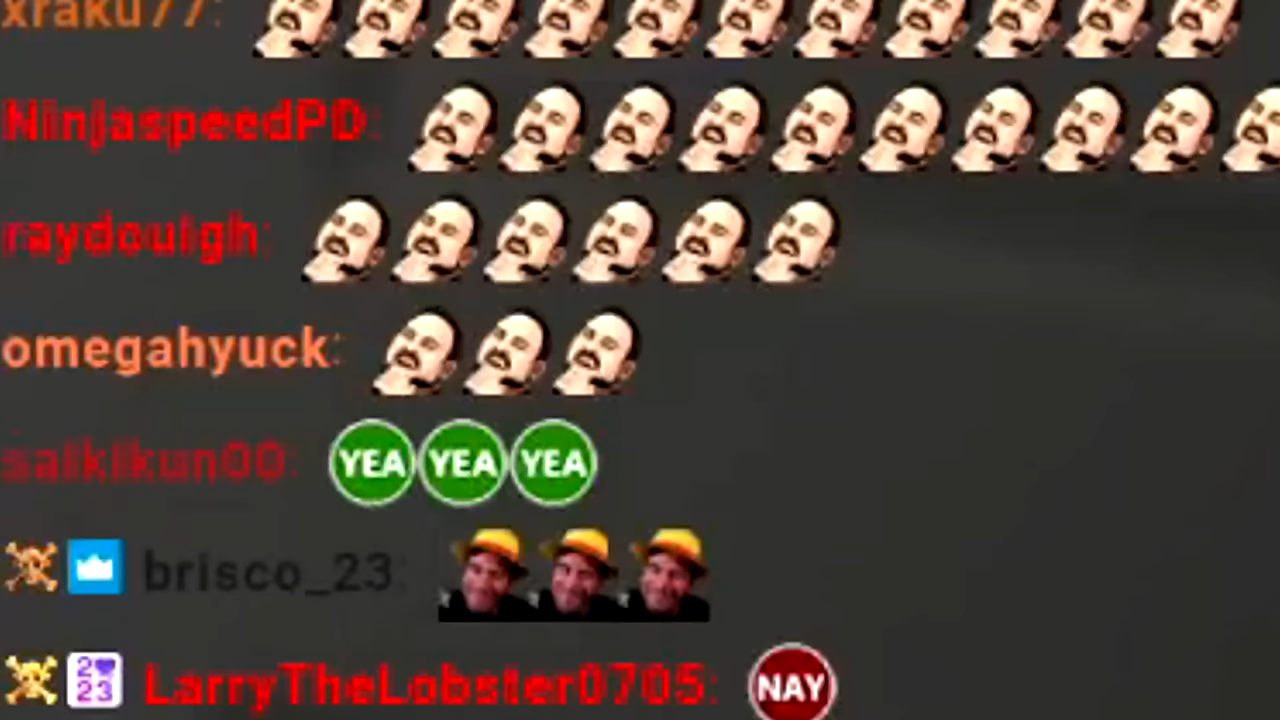 xraku77:
NinjaspeedPD:
raydouigh:
omegahyuck:
saikikun00: YEA YEA YEA
brisco_23:
2 23 LarryTheLobster0705: NAY